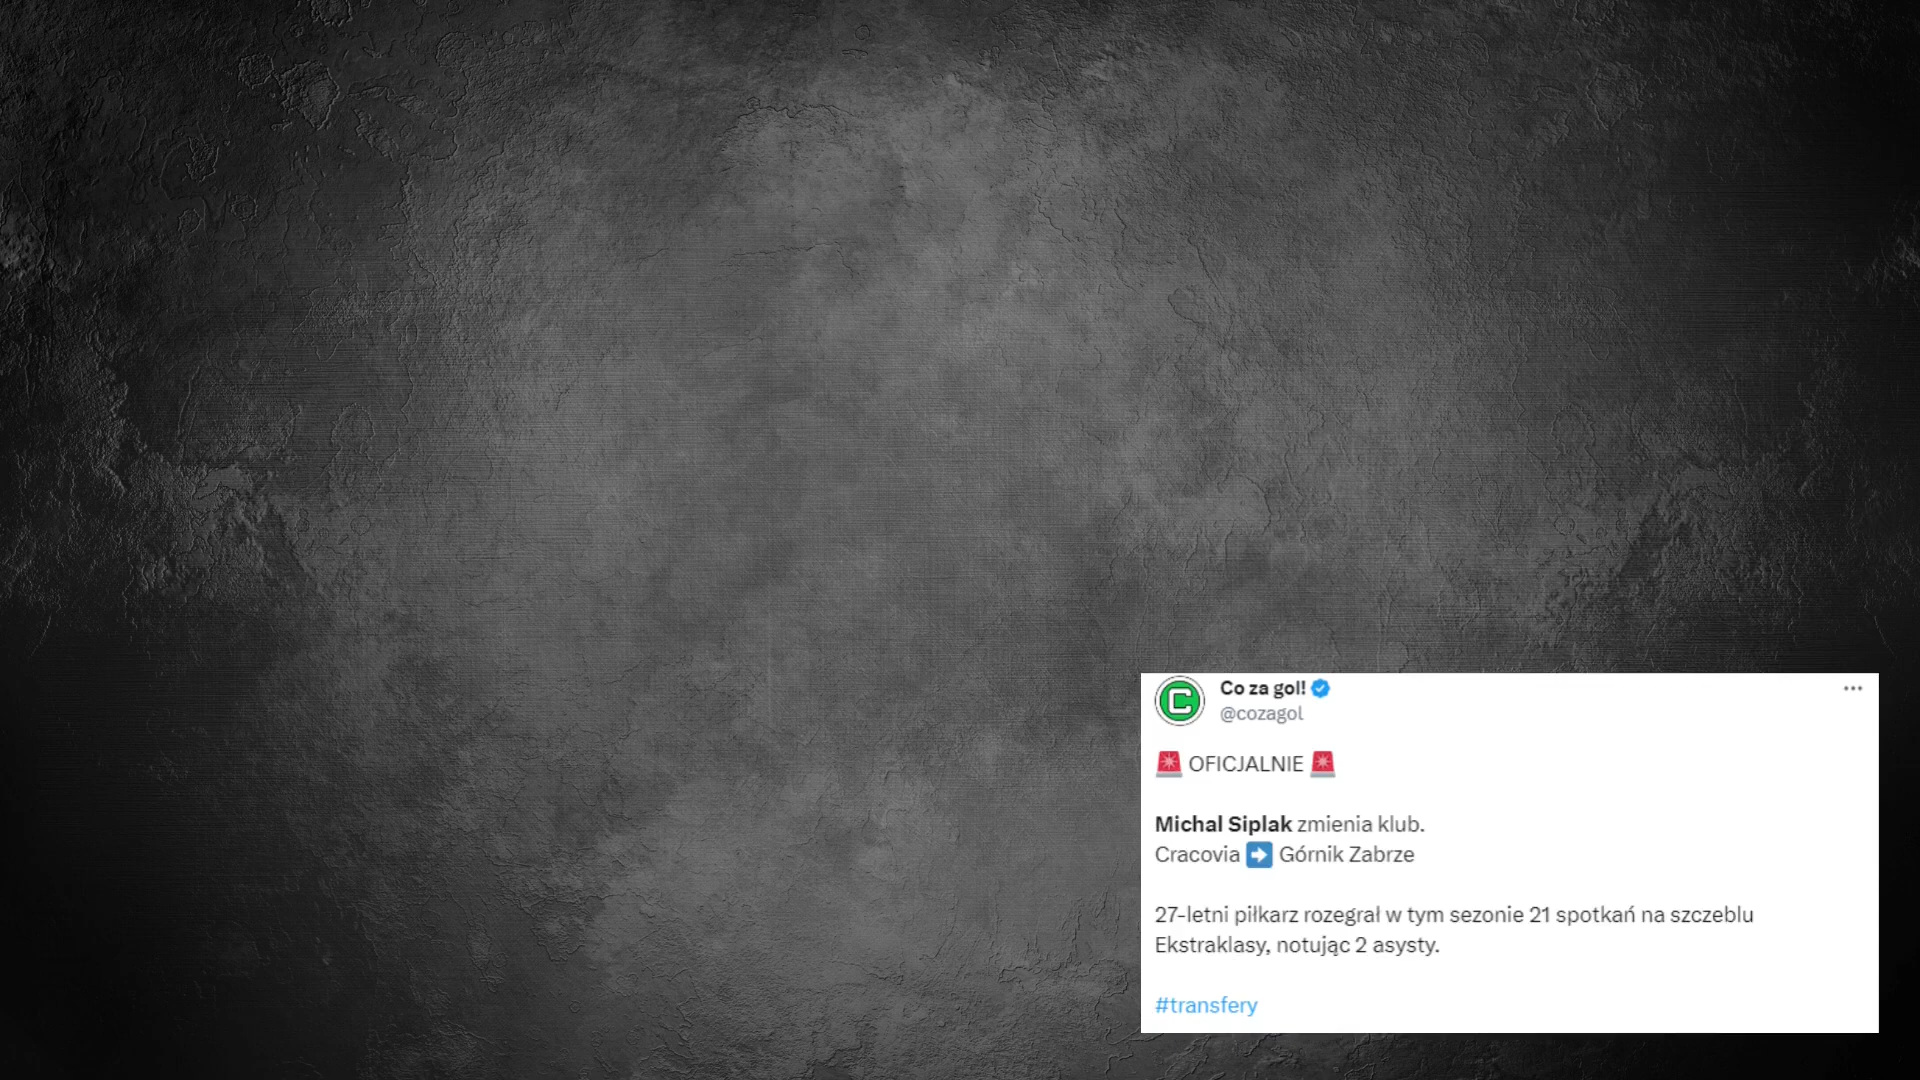 Co za gol!
@cozagol
🚨 OFICJALNIE 🚨
Michal Siplak zmienia klub.
Cracovia ➡️ Górnik Zabrze
27-letni piłkarz rozegrał w tym sezonie 21 spotkań na szczeblu
Ekstraklasy, notując 2 asysty.
#transfery